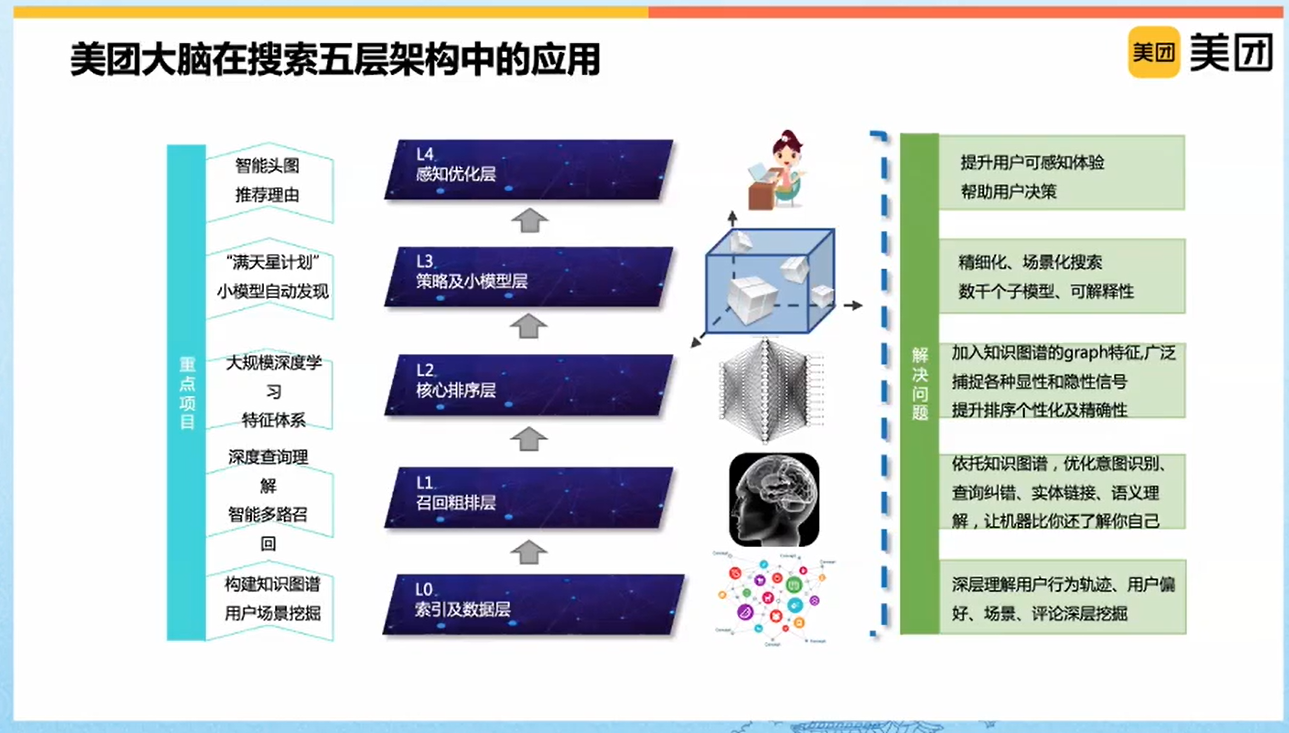 美团大脑在搜索五层架构中的应用
美团 美团
重点项目
智能头图
推荐理由
L4
感知优化层
提升用户可感知体验
帮助用户决策
“满天星计划”
小模型自动发现
L3
策略及小模型层
精细化、场景化搜索
数千个子模型、可解释性
大规模深度学
习
特征体系
L2
核心排序层
解决问题
加入知识图谱的graph特征,广泛
捕捉各种显性和隐性信号
提升排序个性化及精确性
深度查询理
解
智能多路召
回
L1
召回粗排层
依托知识图谱，优化意图识别、
查询纠错、实体链接、语义理
解，让机器比你还了解你自己
构建知识图谱
用户场景挖掘
L0
索引及数据层
Concept
Concept
Concept
Concept
Concept
Concept
深层理解用户行为轨迹、用户偏
好、场景、评论深层挖掘